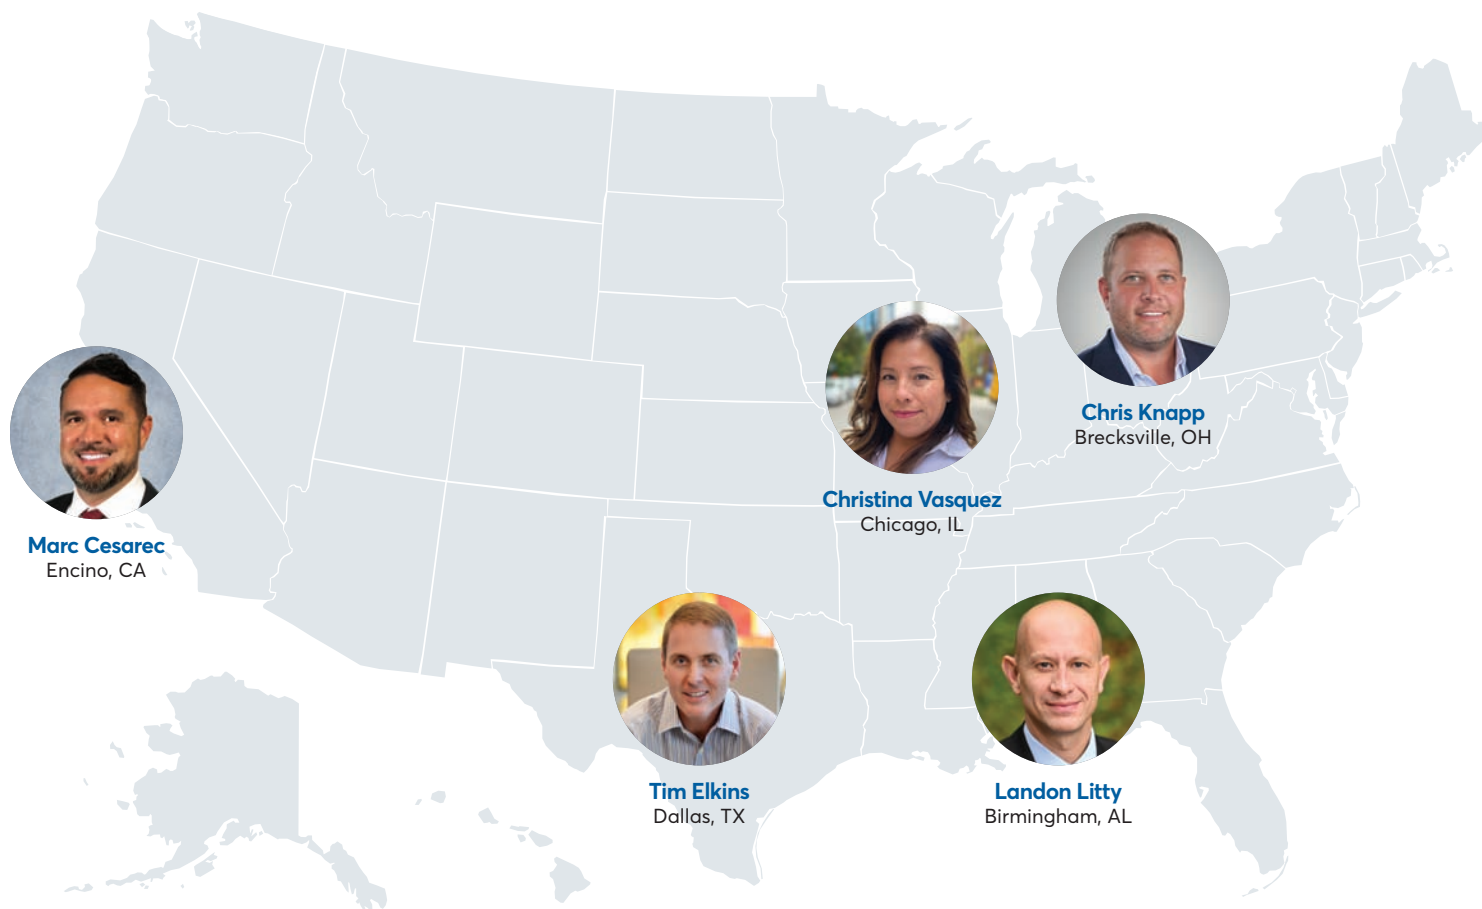 Chris Knapp
Brecksville, OH
Christina Vasquez
Chicago, IL
Marc Cesarec
Encino, CA
Tim Elkins
Dallas, TX
Landon Litty
Birmingham, AL